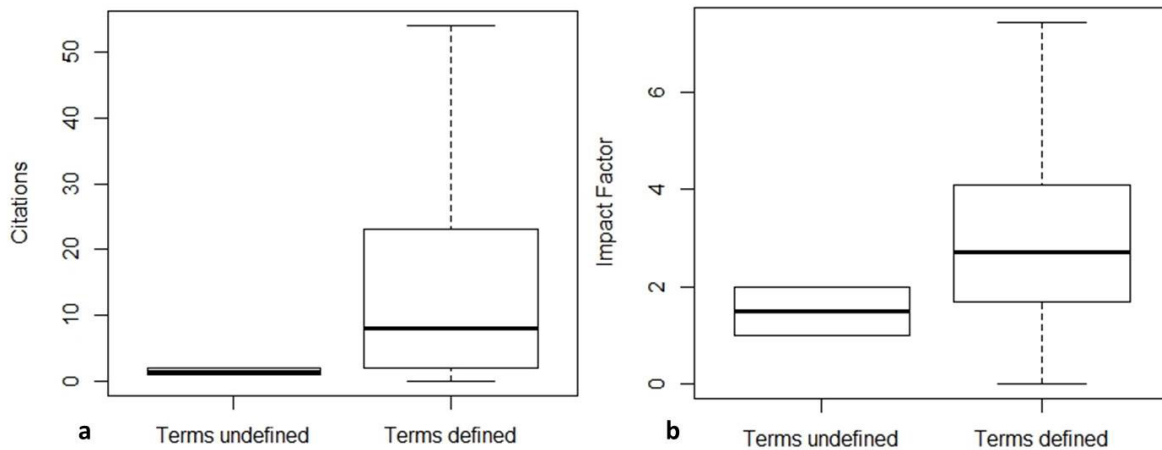 Citations
50
40
30
20
10
0
Terms undefined
Terms defined
a
Impact Factor
6
4
2
0
Terms undefined
Terms defined
b